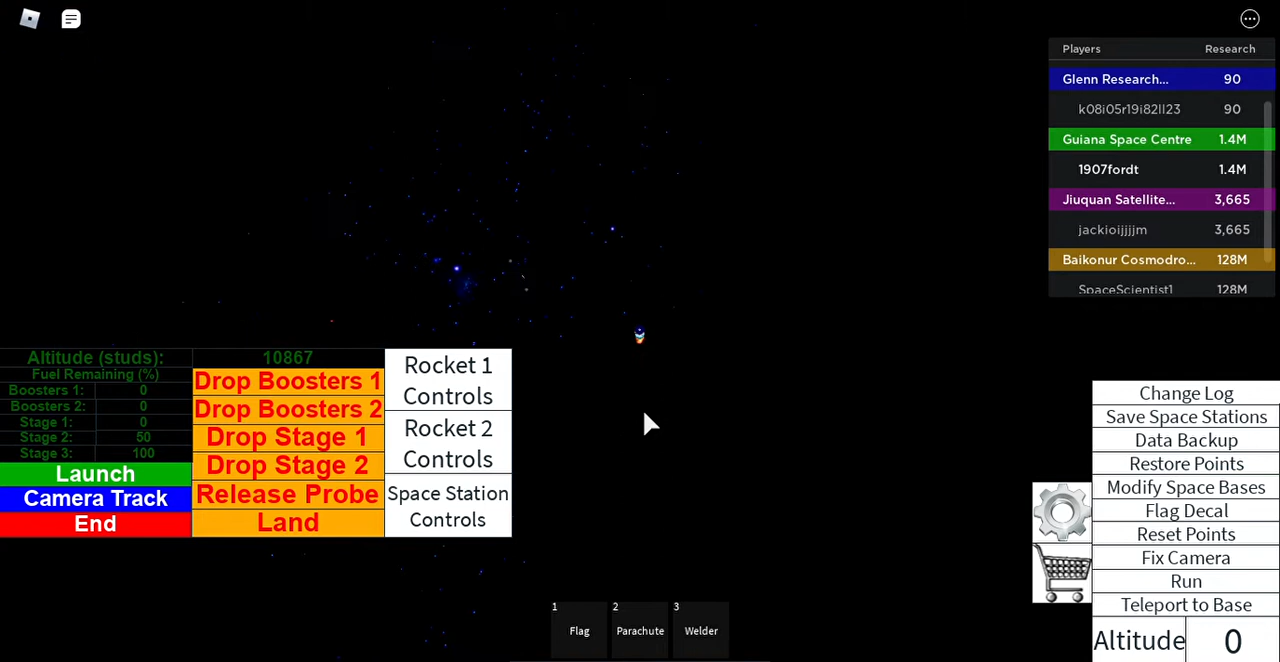 Players Research
Glenn Research... 90
k08i05r19i82ll23 90
Guiana Space Centre 1.4M
1907fordt 1.4M
Jiuquan Satellite... 3,665
jackioijjjjm 3,665
Baikonur Cosmodro... 128M
SpaceScientist1 128M
Altitude (studs): 10867
Fuel Remaining (%)
Boosters 1: 0
Boosters 2: 0
Stage 1: 0
Stage 2: 50
Stage 3: 100
Launch
Camera Track
End
Drop Boosters 1
Drop Boosters 2
Drop Stage 1
Drop Stage 2
Release Probe
Land
Rocket 1
Controls
Rocket 2
Controls
Space Station
Controls
Change Log
Save Space Stations
Data Backup
Restore Points
Modify Space Bases
Flag Decal
Reset Points
Fix Camera
Run
Teleport to Base
Altitude 0
1 2 3
Flag Parachute Welder